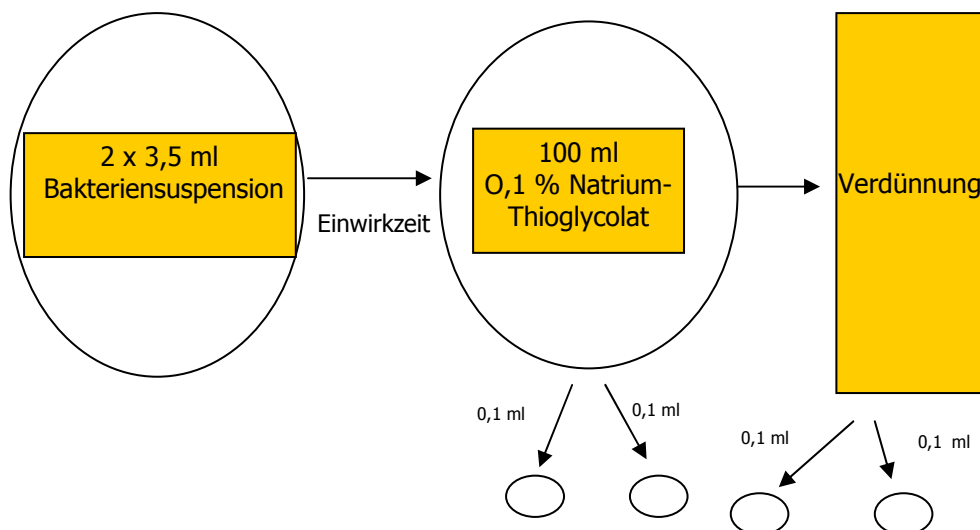 2 x 3,5 ml
Bakteriensuspension
Einwirkzeit
100 ml
O,1 % Natrium-
Thioglycolat
Verdünnung
0,1 ml
0,1 ml
0,1 ml
0,1 ml